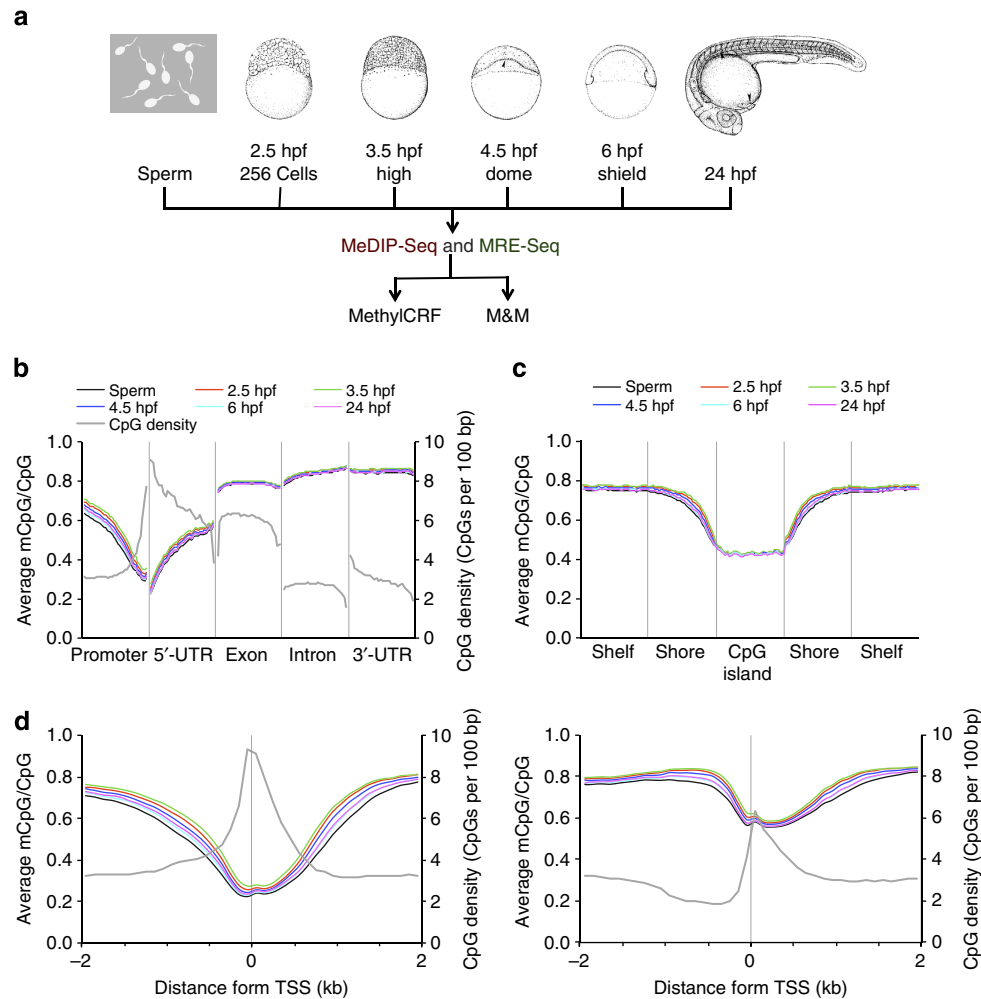 a
2.5 hpf 3.5 hpf 4.5 hpf 6 hpf
Sperm 256 Cells high dome shield 24 hpf
MeDIP-Seq and MRE-Seq
MethylCRF M&M
b
Sperm 2.5 hpf 3.5 hpf
4.5 hpf 6 hpf 24 hpf
CpG density
Average mCpG/CpG
1.0
0.8
0.6
0.4
0.2
0.0
10
8
6
4
2
0
CpG density (CpGs per 100 bp)
Promoter 5′-UTR Exon Intron 3′-UTR
c
Sperm 2.5 hpf 3.5 hpf
4.5 hpf 6 hpf 24 hpf
Average mCpG/CpG
1.0
0.8
0.6
0.4
0.2
0.0
Shelf Shore CpG Shore Shelf
island
d
Average mCpG/CpG
1.0
0.8
0.6
0.4
0.2
0.0
10
8
6
4
2
0
CpG density (CpGs per 100 bp)
−2 0 2
Distance form TSS (kb)
Average mCpG/CpG
1.0
0.8
0.6
0.4
0.2
0.0
10
8
6
4
2
0
CpG density (CpGs per 100 bp)
−2 0 2
Distance form TSS (kb)